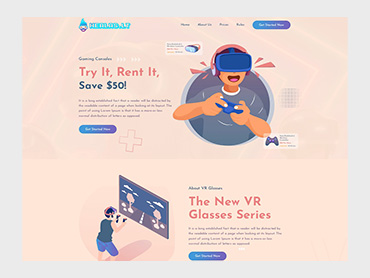 Home
About Us
Prices
Rules
Get Started Now
Gaming Consoles
Try It, Rent It,
Save $50!
It is a long established fact that a reader will be distracted by
the readable content of a page when looking at its layout. The
point of using Lorem Ipsum is that it has a more-or-less
normal distribution of letters as opposed.
Get Started Now
About VR Glasses
The New VR
Glasses Series
It is a long established fact that a reader will be distracted by
the readable content of a page when looking at its layout. The
point of using Lorem Ipsum is that it has a more-or-less
normal distribution of letters as opposed.
Get Started Now